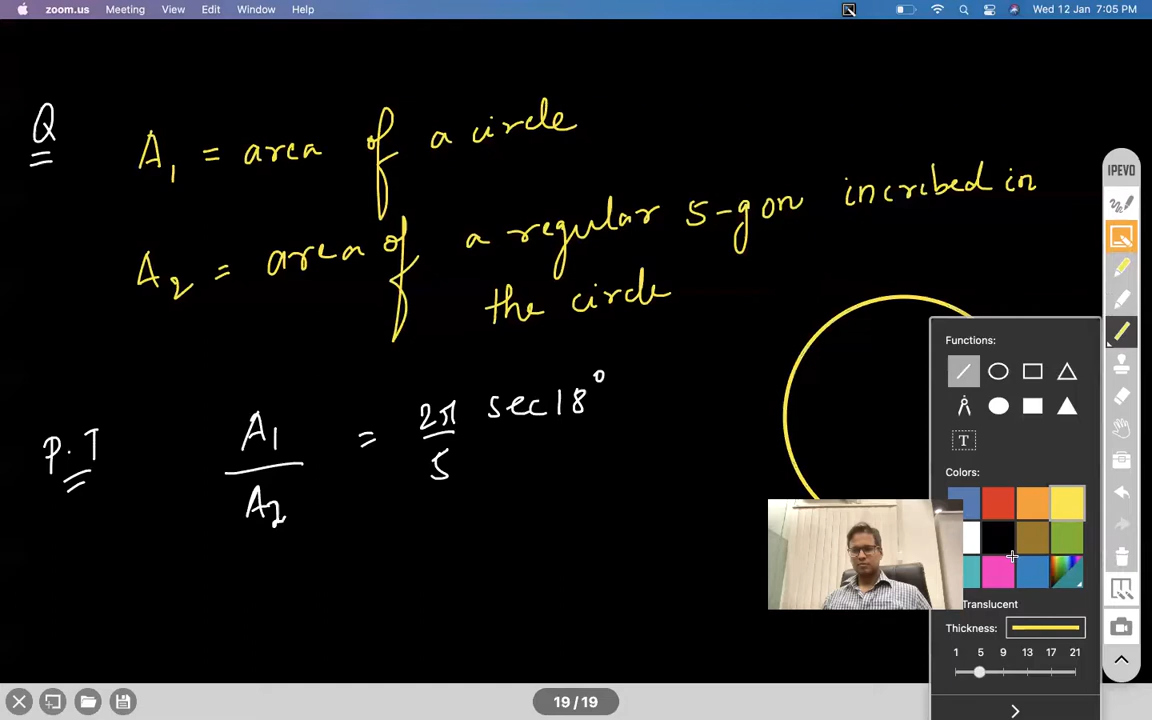 zoom.us Meeting View Edit Window Help Wed 12 Jan 7:05 PM
Q A1 = area of a circle
A2 = area of a regular 5-gon incribed in
the circle
P.T A1/A2 = 2π/5 sec18°
IPEVO
Functions:
T
Colors:
Translucent
Thickness:
1 5 9 13 17 21
19 / 19